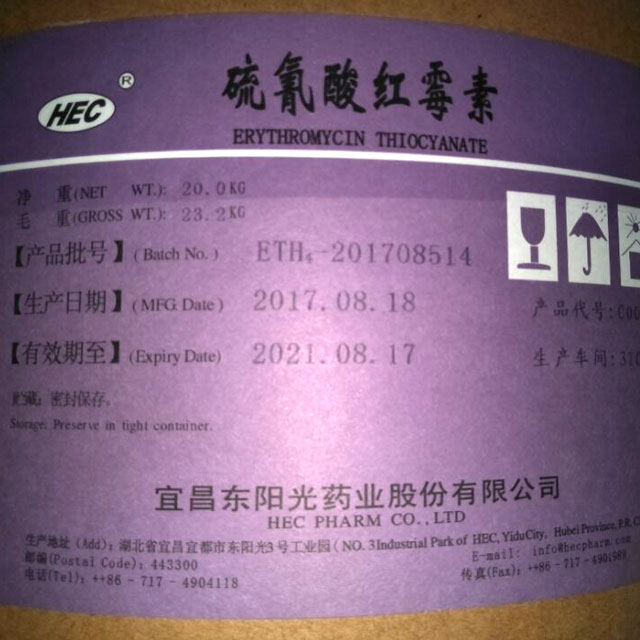 HEC ®
硫氰酸红霉素
ERYTHROMYCIN THIOCYANATE
净 重(NET WT.): 20.0KG
毛 重(GROSS WT.): 23.2KG
【产品批号】(Batch No.) ETH₁-201708514
【生产日期】(MFG Date) 2017.08.18
产品代号:C00
【有效期至】(Expiry Date) 2021.08.17
生产车间:310
贮藏: 密封保存。
Storage: Preserve in tight container.
宜昌东阳光药业股份有限公司
HEC PHARM CO.,LTD
生产地址 (Add): 湖北省宜昌宜都市东阳光3号工业园 (NO.3 Industrial Park of HEC, YiduCity, Hubei Province, P.R.
邮编(Postal Code): 443300
E-mail: info@hecpharm.com
电话(Tel): ++86-717-4904118
传真(Fax): ++86-717-4901989